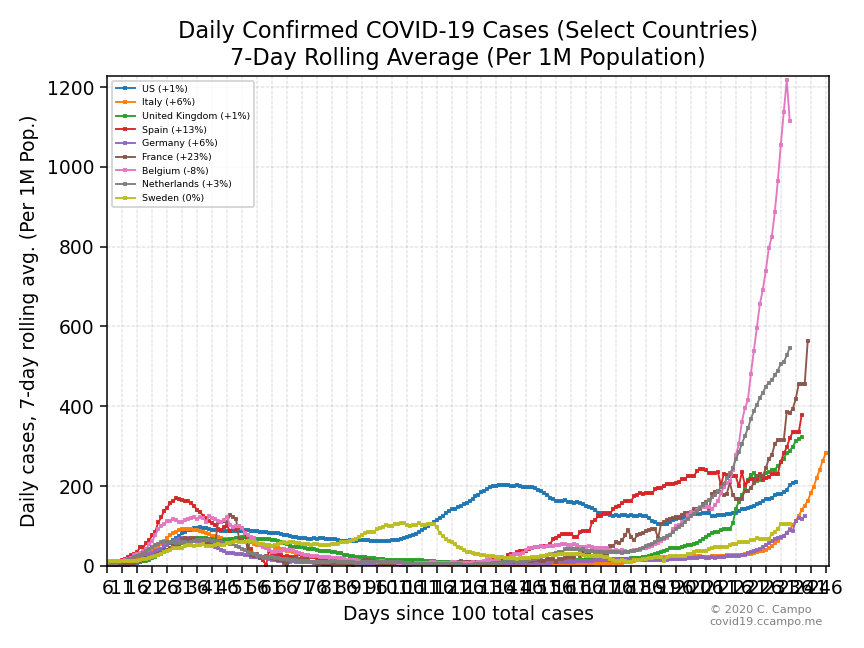 Daily Confirmed COVID-19 Cases (Select Countries)
7-Day Rolling Average (Per 1M Population)
Daily cases, 7-day rolling avg. (Per 1M Pop.)
1200
1000
800
600
400
200
0
US (+1%)
Italy (+6%)
United Kingdom (+1%)
Spain (+13%)
Germany (+6%)
France (+23%)
Belgium (-8%)
Netherlands (+3%)
Sweden (0%)
Days since 100 total cases
© 2020 C. Campo
covid19.ccampo.me